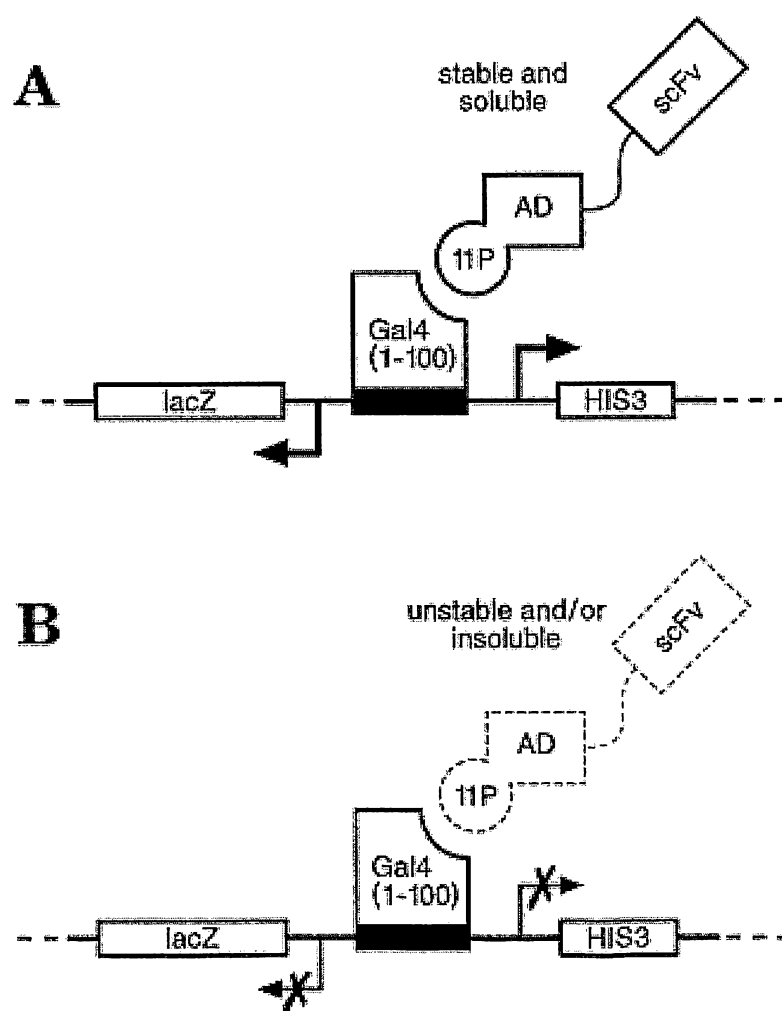 A
stable and
soluble
scFv
AD
11P
Gal4
(1-100)
lacZ
HIS3
B
unstable and/or
insoluble
scFv
AD
11P
Gal4
(1-100)
X
lacZ
HIS3
X